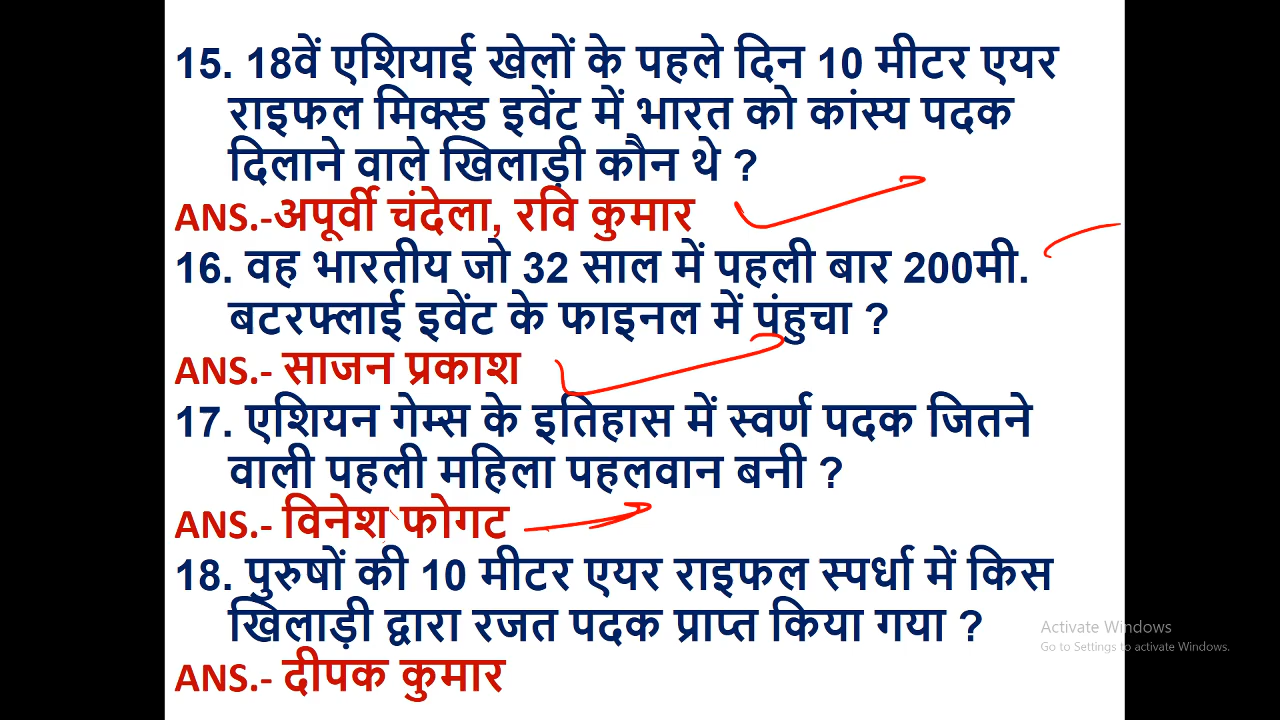 15. 18वें एशियाई खेलों के पहले दिन 10 मीटर एयर
राइफल मिक्स्ड इवेंट में भारत को कांस्य पदक
दिलाने वाले खिलाड़ी कौन थे ?
ANS.-अपूर्वी चंदेला, रवि कुमार
16. वह भारतीय जो 32 साल में पहली बार 200मी.
बटरफ्लाई इवेंट के फाइनल में पंहुचा ?
ANS.- साजन प्रकाश
17. एशियन गेम्स के इतिहास में स्वर्ण पदक जितने
वाली पहली महिला पहलवान बनी ?
ANS.- विनेश फोगट
18. पुरुषों की 10 मीटर एयर राइफल स्पर्धा में किस
खिलाड़ी द्वारा रजत पदक प्राप्त किया गया ?
ANS.- दीपक कुमार
Activate Windows
Go to Settings to activate Windows.